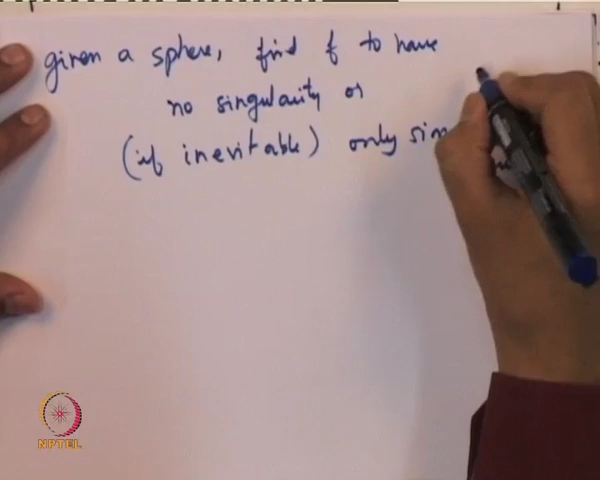 given a sphere, find f to have
no singularity or
(if inevitable) only sim
NPTEL